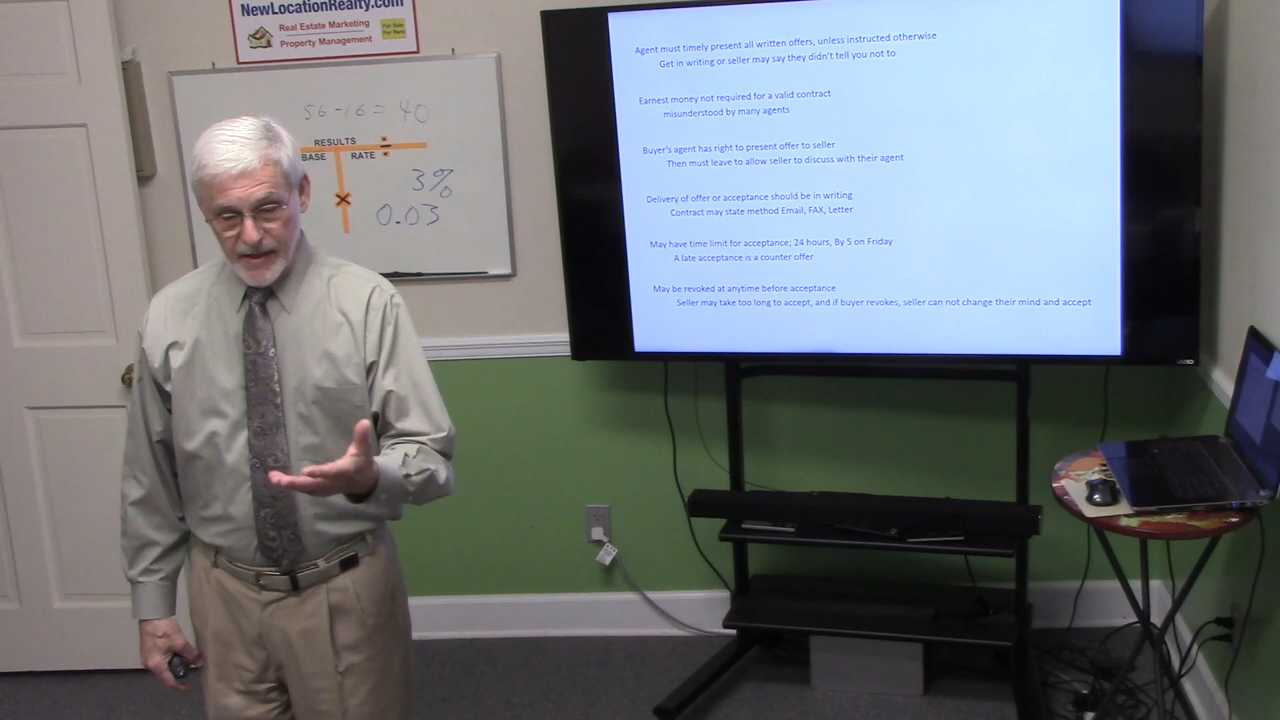 NewLocationRealty.com
Real Estate Marketing
Property Management
For Sale
For Rent
56-16=40
RESULTS
BASE
RATE
3%
0.03
Agent must timely present all written offers, unless instructed otherwise
Get in writing or seller may say they didn't tell you not to
Earnest money not required for a valid contract
misunderstood by many agents
Buyer's agent has right to present offer to seller
Then must leave to allow seller to discuss with their agent
Delivery of offer or acceptance should be in writing
Contract may state method Email, FAX, Letter
May have time limit for acceptance; 24 hours, By 5 on Friday
A late acceptance is a counter offer
May be revoked at anytime before acceptance
Seller may take too long to accept, and if buyer revokes, seller can not change their mind and accept
VIZIO